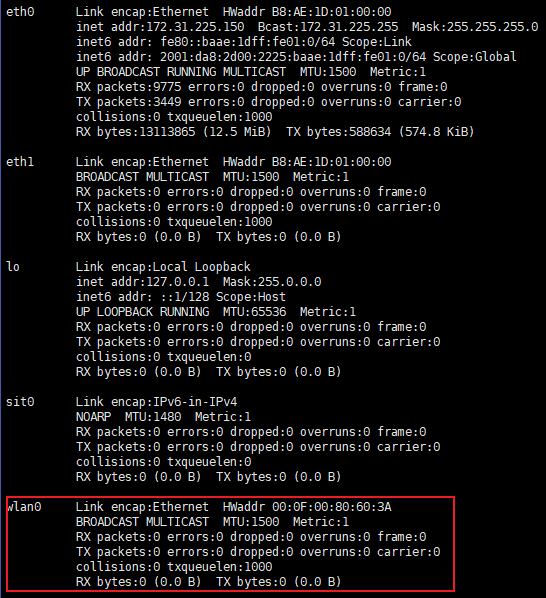 eth0 Link encap:Ethernet HWaddr B8:AE:1D:01:00:00
inet addr:172.31.225.150 Bcast:172.31.225.255 Mask:255.255.255.0
inet6 addr: fe80::baae:1dff:fe01:0/64 Scope:Link
inet6 addr: 2001:da8:2d00:2225:baae:1dff:fe01:0/64 Scope:Global
UP BROADCAST RUNNING MULTICAST MTU:1500 Metric:1
RX packets:9775 errors:0 dropped:0 overruns:0 frame:0
TX packets:3449 errors:0 dropped:0 overruns:0 carrier:0
collisions:0 txqueuelen:1000
RX bytes:13113865 (12.5 MiB) TX bytes:588634 (574.8 KiB)
eth1 Link encap:Ethernet HWaddr B8:AE:1D:01:00:00
BROADCAST MULTICAST MTU:1500 Metric:1
RX packets:0 errors:0 dropped:0 overruns:0 frame:0
TX packets:0 errors:0 dropped:0 overruns:0 carrier:0
collisions:0 txqueuelen:1000
RX bytes:0 (0.0 B) TX bytes:0 (0.0 B)
lo Link encap:Local Loopback
inet addr:127.0.0.1 Mask:255.0.0.0
inet6 addr: ::1/128 Scope:Host
UP LOOPBACK RUNNING MTU:65536 Metric:1
RX packets:0 errors:0 dropped:0 overruns:0 frame:0
TX packets:0 errors:0 dropped:0 overruns:0 carrier:0
collisions:0 txqueuelen:0
RX bytes:0 (0.0 B) TX bytes:0 (0.0 B)
sit0 Link encap:IPv6-in-IPv4
NOARP MTU:1480 Metric:1
RX packets:0 errors:0 dropped:0 overruns:0 frame:0
TX packets:0 errors:0 dropped:0 overruns:0 carrier:0
collisions:0 txqueuelen:0
RX bytes:0 (0.0 B) TX bytes:0 (0.0 B)
wlan0 Link encap:Ethernet HWaddr 00:0F:00:80:60:3A
BROADCAST MULTICAST MTU:1500 Metric:1
RX packets:0 errors:0 dropped:0 overruns:0 frame:0
TX packets:0 errors:0 dropped:0 overruns:0 carrier:0
collisions:0 txqueuelen:1000
RX bytes:0 (0.0 B) TX bytes:0 (0.0 B)